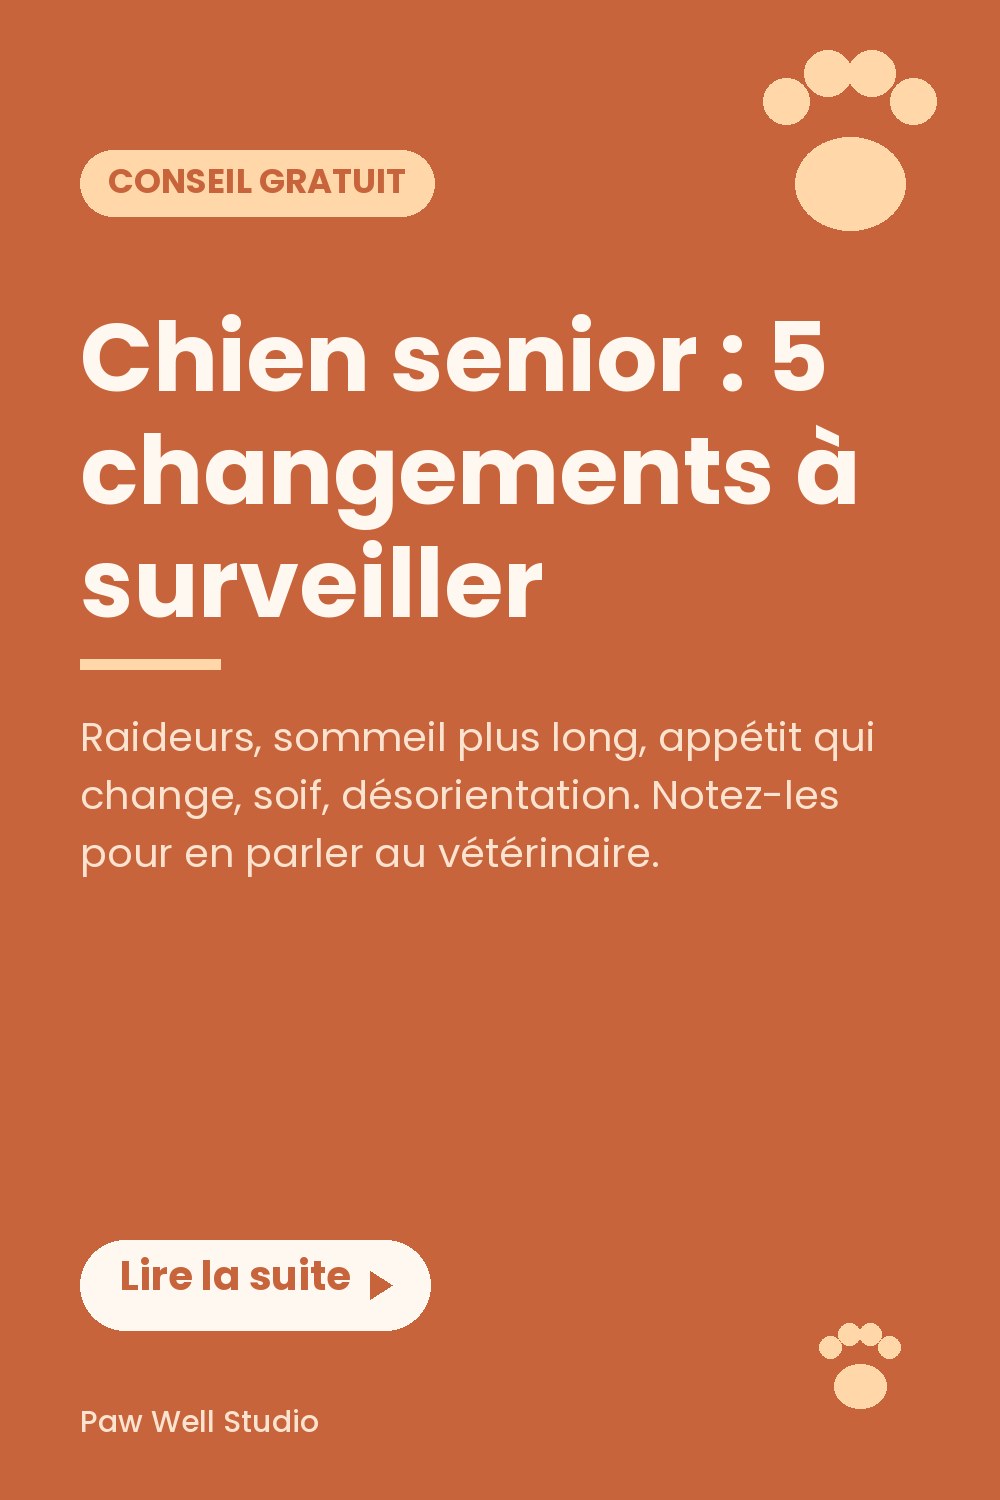 CONSEIL GRATUIT
Chien senior : 5
changements à
surveiller
Raideurs, sommeil plus long, appétit qui
change, soif, désorientation. Notez-les
pour en parler au vétérinaire.
Lire la suite
Paw Well Studio